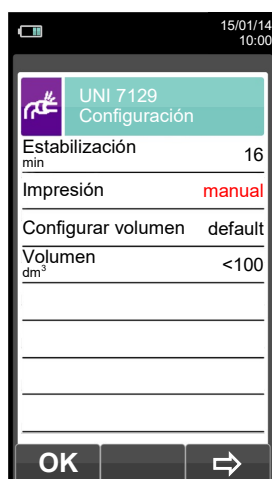 15/01/14
10:00
UNI 7129
Configuración
Estabilización
min
16
Impresión
manual
Configurar volumen
default
Volumen
dm³
<100
OK